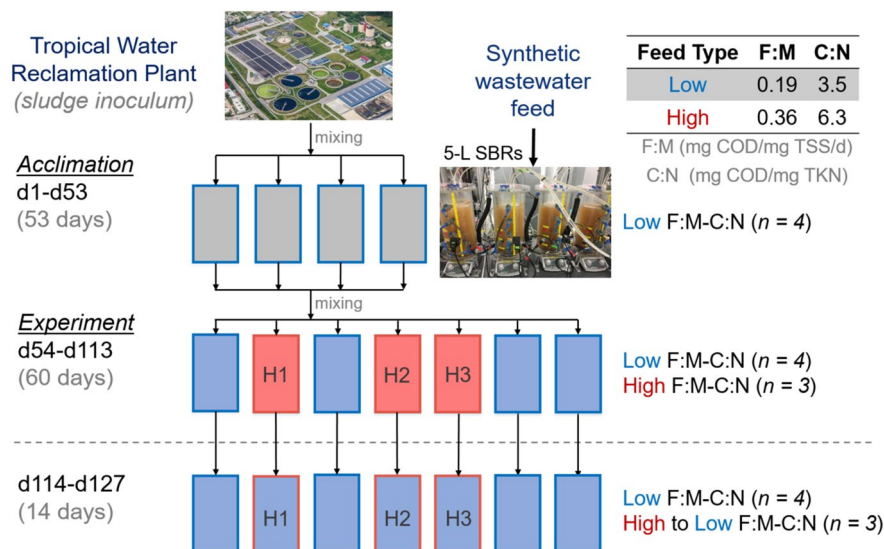 Tropical Water
Reclamation Plant
(sludge inoculum)
mixing
Synthetic
wastewater
feed
5-L SBRs
Feed Type F:M C:N
Low 0.19 3.5
High 0.36 6.3
F:M (mg COD/mg TSS/d)
C:N (mg COD/mg TKN)
Acclimation
d1-d53
(53 days)
Low F:M-C:N (n = 4)
mixing
Experiment
d54-d113
(60 days)
H1 H2 H3
Low F:M-C:N (n = 4)
High F:M-C:N (n = 3)
d114-d127
(14 days)
H1 H2 H3
Low F:M-C:N (n = 4)
High to Low F:M-C:N (n = 3)